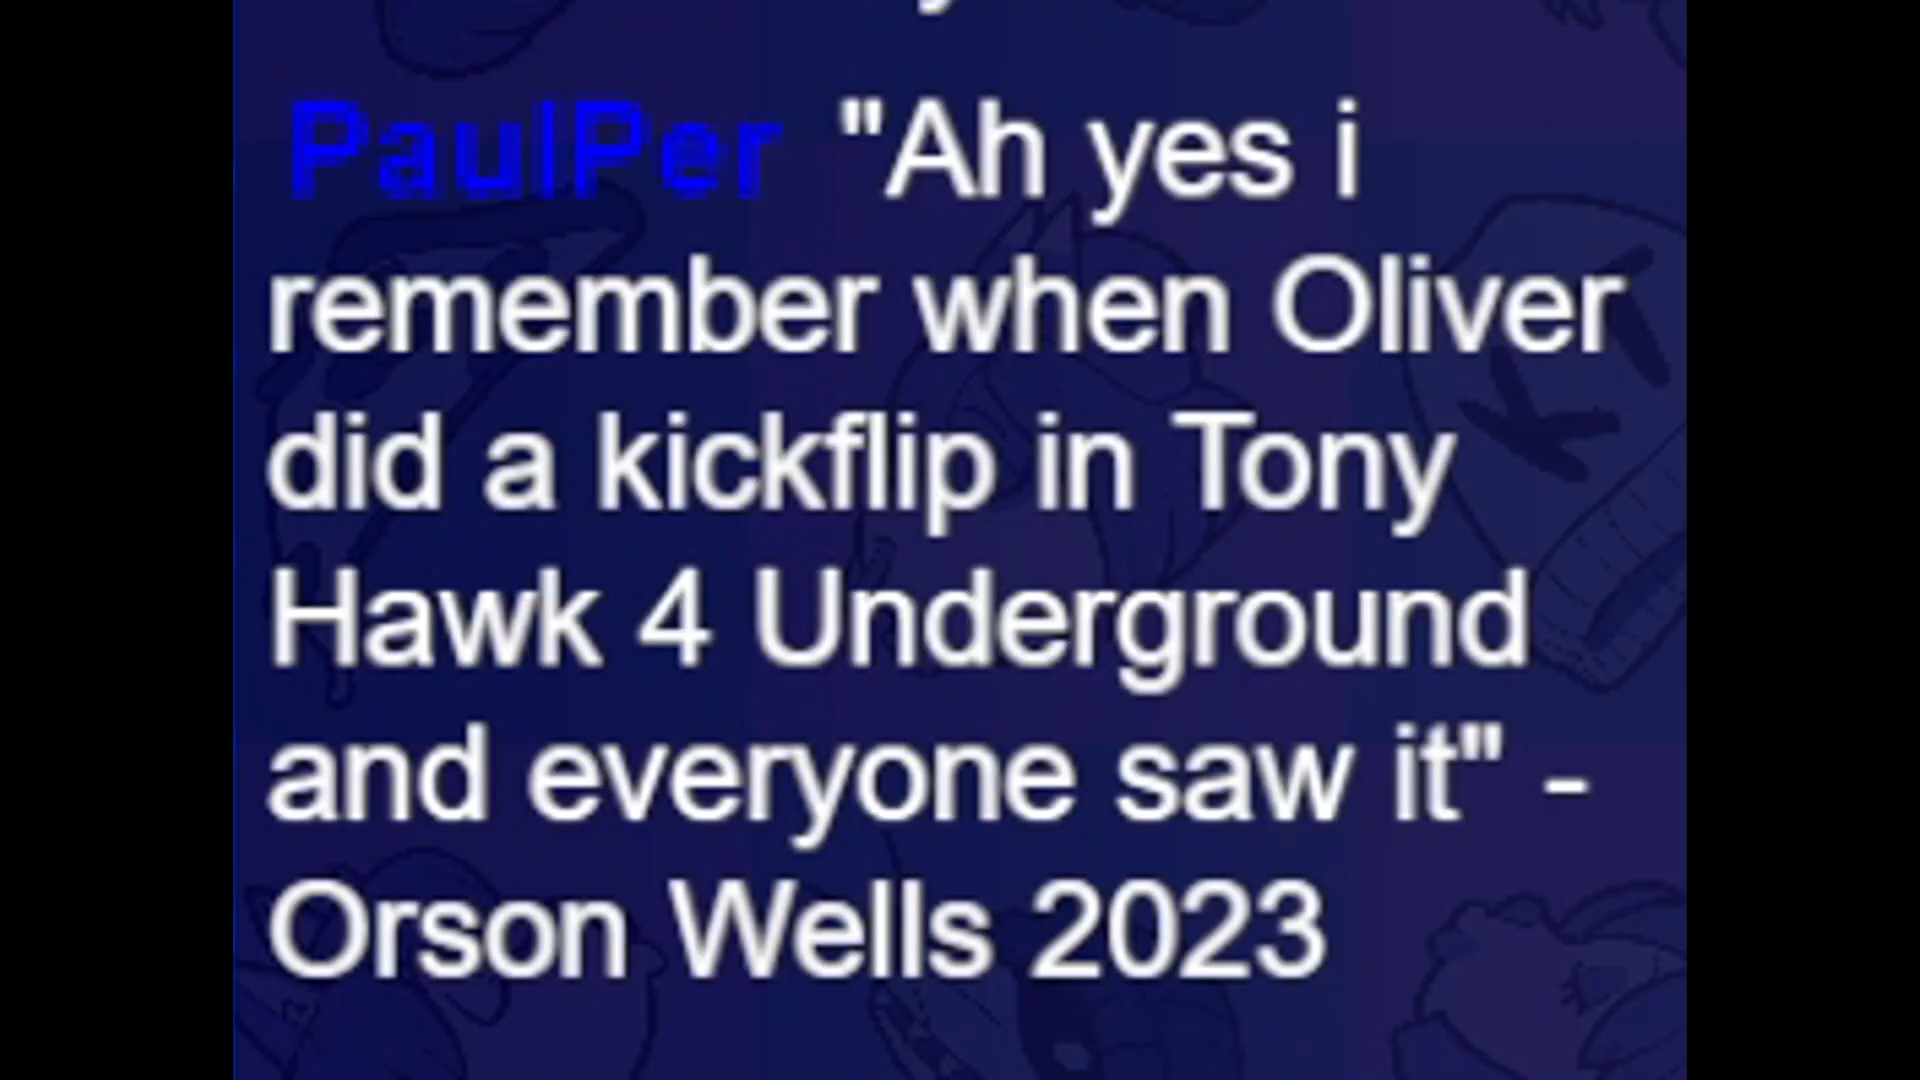 PaulPer "Ah yes i
remember when Oliver
did a kickflip in Tony
Hawk 4 Underground
and everyone saw it" -
Orson Wells 2023